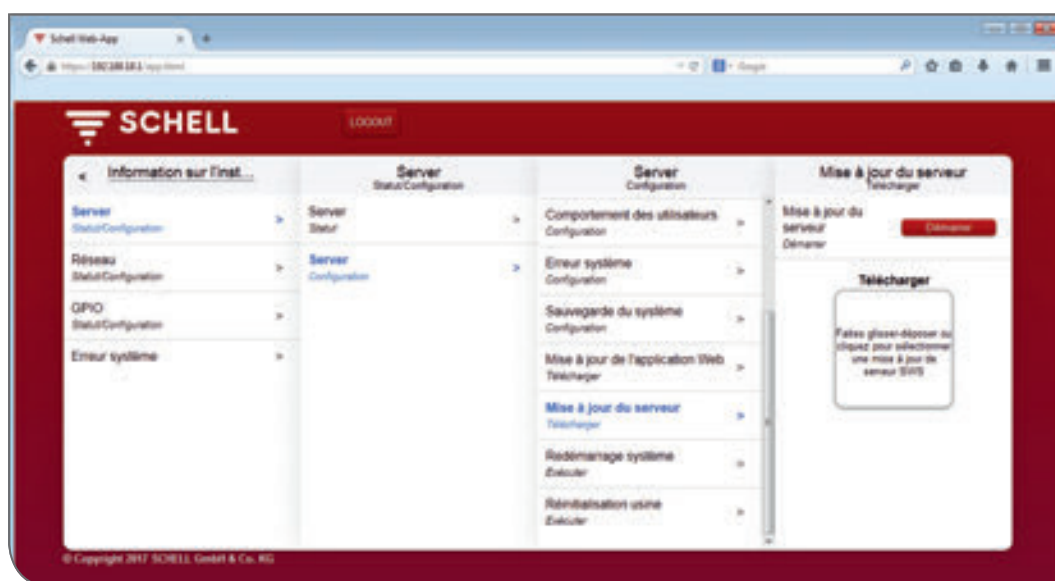 Schell Web-App
Google
SCHELL
LOGOUT
< Information sur l'inst...
Server
Statut/Configuration
Réseau
Statut/Configuration
GPIO
Statut/Configuration
Erreur système
Server
Statut/Configuration
Server
Statut
Server
Configuration
Server
Configuration
Comportement des utilisateurs
Configuration
Erreur système
Configuration
Sauvegarde du système
Configuration
Mise à jour de l'application Web
Télécharger
Mise à jour du serveur
Télécharger
Redémarrage système
Exécuter
Réinitialisation usine
Exécuter
Mise à jour du serveur
Télécharger
Mise à jour du
serveur
Démarrer
Démarrer
Télécharger
Faites glisser-déposer ou
cliquez pour sélectionner
une mise à jour de
serveur SWS
© Copyright 2017 SCHELL GmbH & Co. KG